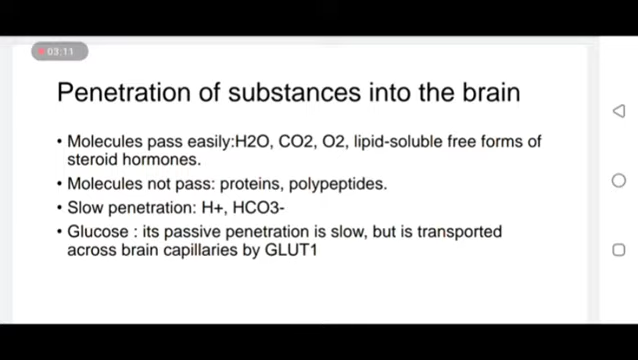 03:11
Penetration of substances into the brain
• Molecules pass easily:H2O, CO2, O2, lipid-soluble free forms of
steroid hormones.
• Molecules not pass: proteins, polypeptides.
• Slow penetration: H+, HCO3-
• Glucose : its passive penetration is slow, but is transported
across brain capillaries by GLUT1